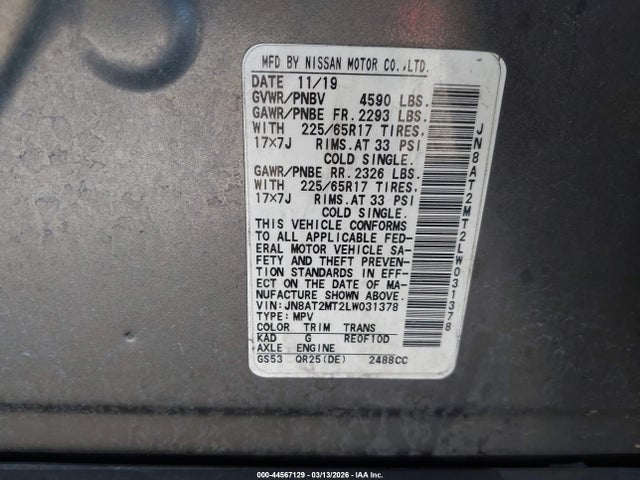 MFD BY NISSAN MOTOR CO.,LTD.
DATE 11/19
GVWR/PNBV 4590 LBS.
GAWR/PNBE FR.2293 LBS.
WITH 225/65R17 TIRES.
17×7J RIMS.AT 33 PSI
COLD SINGLE.
GAWR/PNBE RR.2326 LBS.
WITH 225/65R17 TIRES.
17×7J RIMS.AT 33 PSI
COLD SINGLE.
THIS VEHICLE CONFORMS
TO ALL APPLICABLE FED-
ERAL MOTOR VEHICLE SA-
FETY AND THEFT PREVEN-
TION STANDARDS IN EFF-
ECT ON THE DATE OF MA-
NUFACTURE SHOWN ABOVE.
VIN:JN8AT2MT2LW031378
TYPE: MPV
COLOR TRIM TRANS
KAD G RE0F10D
AXLE ENGINE
GS53 QR25(DE) 2488CC
JN8AT2MT2LW031378
000-44567129 | 03/13/2026 | IAA Inc.